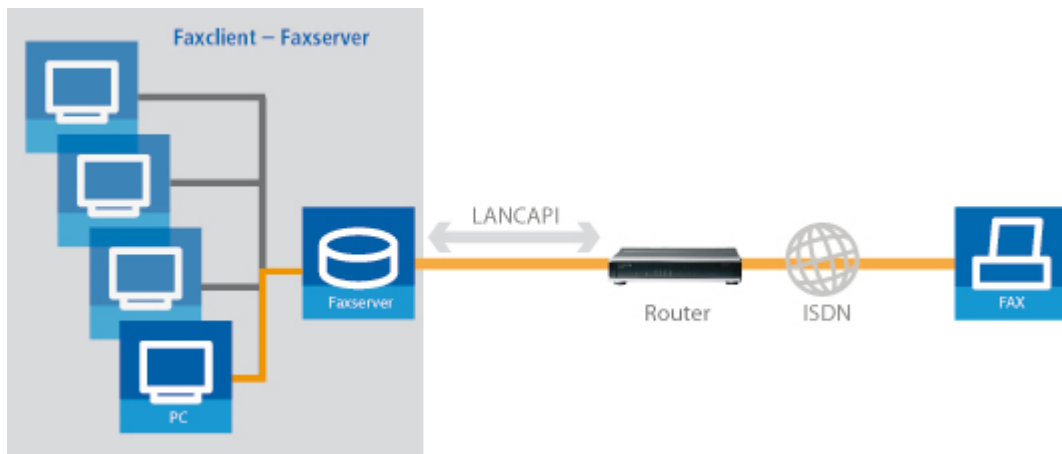 Faxclient – Faxserver
LANCAPI
Faxserver
Router
ISDN
FAX
PC